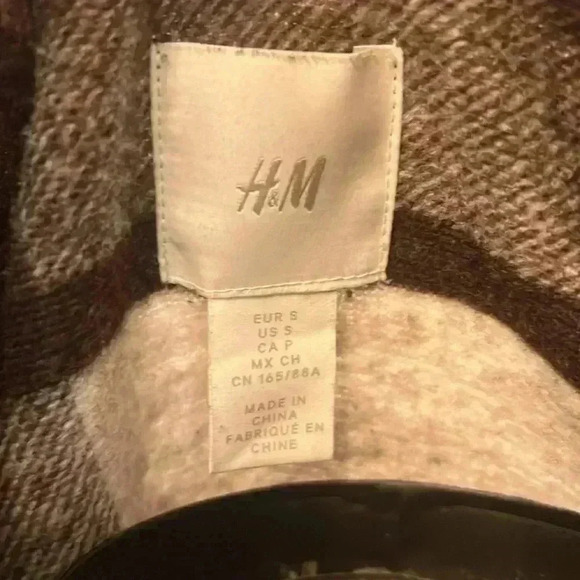 H&M
EUR S
US S
CA P
MX CH
CN 165/88A
MADE IN
CHINA
FABRIQUÉ EN
CHINE